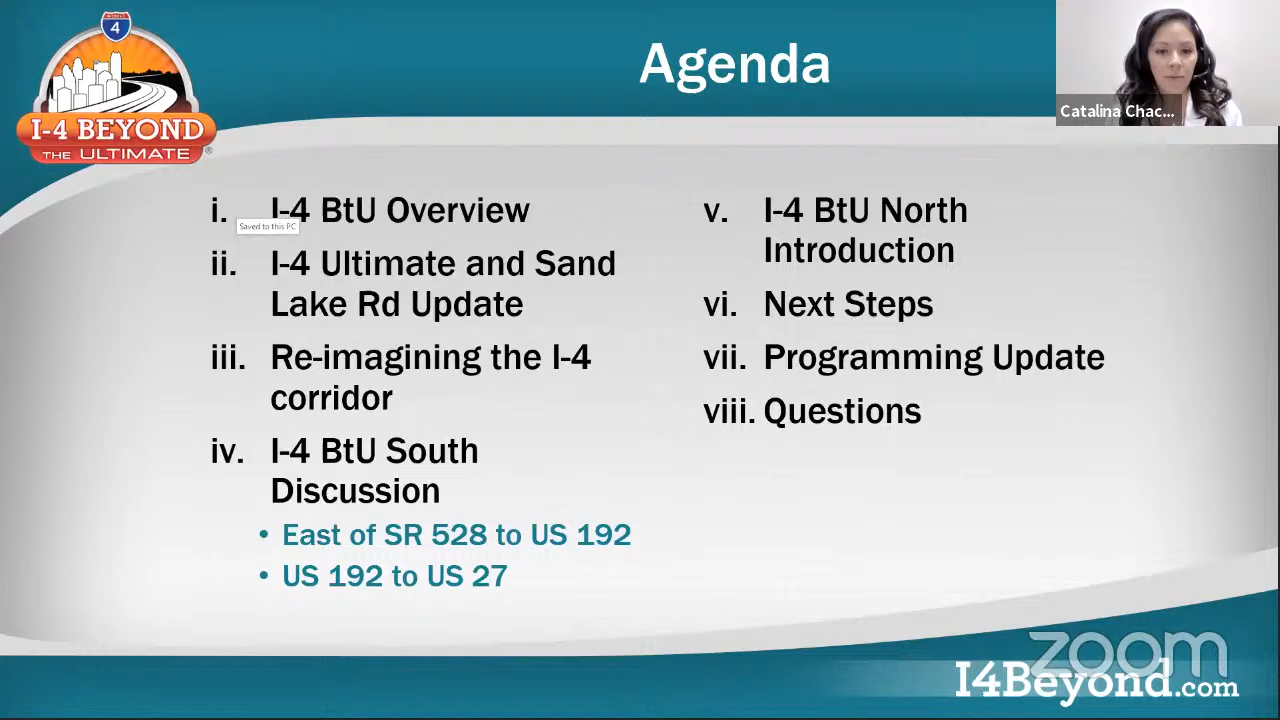 4
I-4 BEYOND
THE ULTIMATE®
Agenda
Catalina Chac...
i. I-4 BtU Overview
Saved to this PC
ii. I-4 Ultimate and Sand
Lake Rd Update
iii. Re-imagining the I-4
corridor
iv. I-4 BtU South
Discussion
• East of SR 528 to US 192
• US 192 to US 27
v. I-4 BtU North
Introduction
vi. Next Steps
vii. Programming Update
viii. Questions
zoom
I4Beyond.com